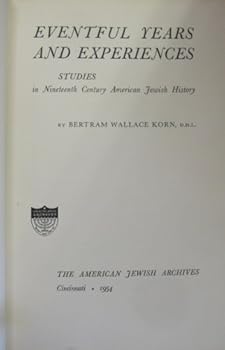 EVENTFUL YEARS
AND EXPERIENCES
STUDIES
in Nineteenth Century American Jewish History
BY BERTRAM WALLACE KORN, D.H.L.
THE AMERICAN JEWISH ARCHIVES
Cincinnati · 1954